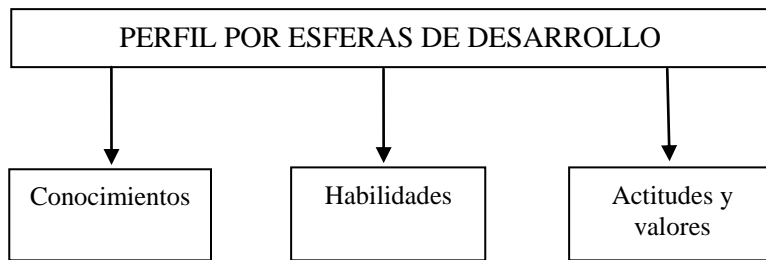 PERFIL POR ESFERAS DE DESARROLLO
Conocimientos
Habilidades
Actitudes y
valores